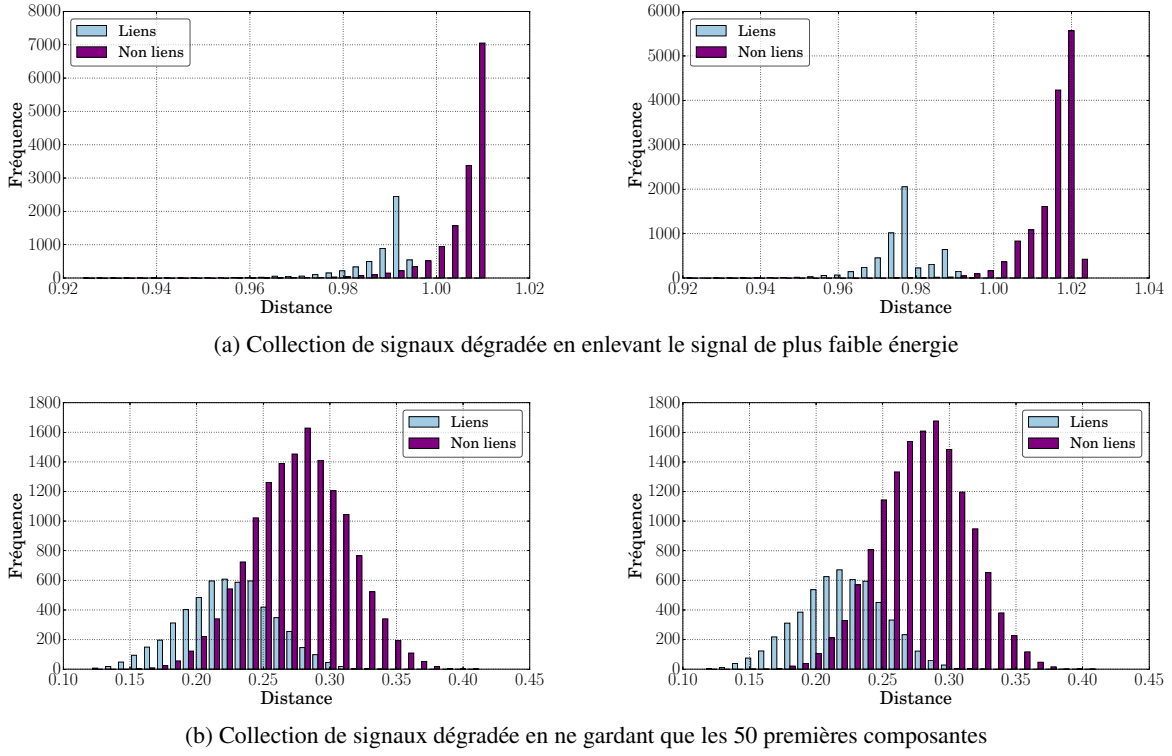 8000
7000
6000
5000
4000
3000
2000
1000
0
Fréquence
Liens
Non liens
0.92 0.94 0.96 0.98 1.00 1.02
Distance
6000
5000
4000
3000
2000
1000
0
Fréquence
Liens
Non liens
0.92 0.94 0.96 0.98 1.00 1.02 1.04
Distance
(a) Collection de signaux dégradée en enlevant le signal de plus faible énergie
1800
1600
1400
1200
1000
800
600
400
200
0
Fréquence
Liens
Non liens
0.10 0.15 0.20 0.25 0.30 0.35 0.40 0.45
Distance
1800
1600
1400
1200
1000
800
600
400
200
0
Fréquence
Liens
Non liens
0.10 0.15 0.20 0.25 0.30 0.35 0.40 0.45
Distance
(b) Collection de signaux dégradée en ne gardant que les 50 premières composantes